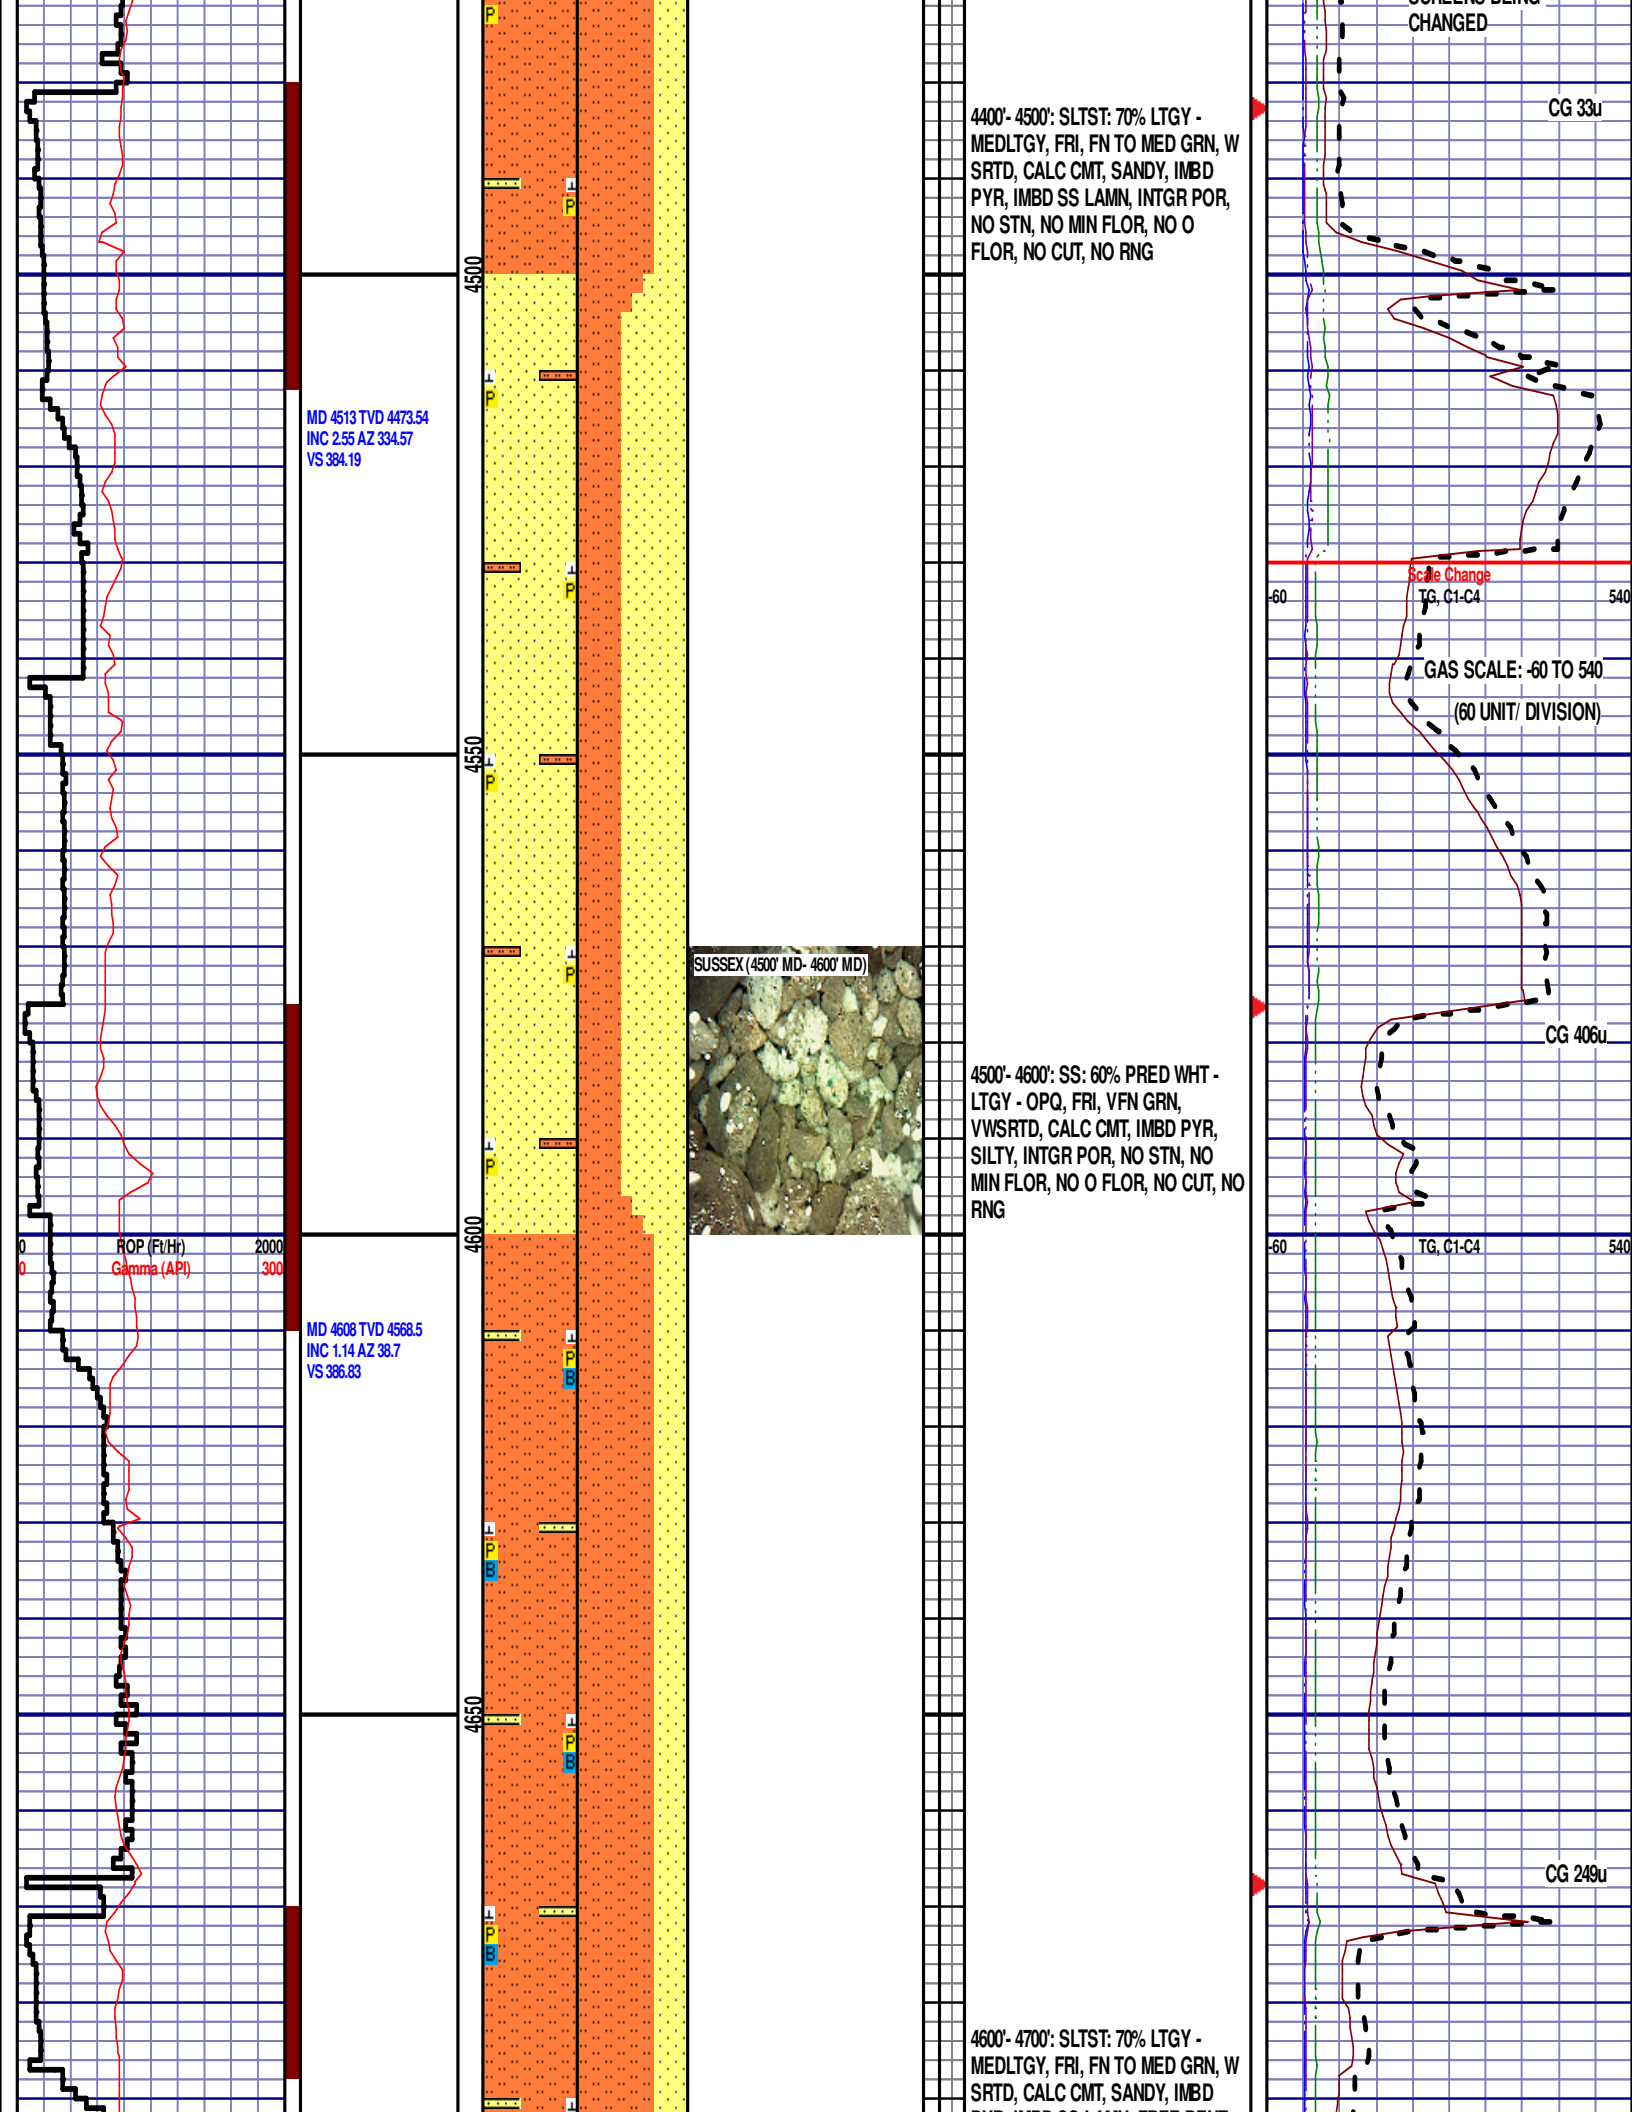 CHANGED
P
CG 33u
4400'- 4500': SLTST: 70% LTGY -
MEDLTGY, FRI, FN TO MED GRN, W
SRTD, CALC CMT, SANDY, IMBD
PYR, IMBD SS LAMN, INTGR POR,
NO STN, NO MIN FLOR, NO O
FLOR, NO CUT, NO RNG
P
4500
P
MD 4513 TVD 4473.54
INC 2.55 AZ 334.57
VS 384.19
Scale Change
-60 TG, C1-C4 540
P
GAS SCALE: -60 TO 540
(60 UNIT/ DIVISION)
4550
P
SUSSEX (4500' MD- 4600' MD)
P
CG 406u
4500'- 4600': SS: 60% PRED WHT -
LTGY - OPQ, FRI, VFN GRN,
VWSRTD, CALC CMT, IMBD PYR,
SILTY, INTGR POR, NO STN, NO
MIN FLOR, NO O FLOR, NO CUT, NO
RNG
P
4600
0 ROP (Ft/Hr) 2000
0 Gamma (API) 300
-60 TG, C1-C4 540
MD 4608 TVD 4568.5
INC 1.14 AZ 38.7
VS 386.83
P
B
P
B
4650
P
B
CG 249u
P
B
4600'- 4700': SLTST: 70% LTGY -
MEDLTGY, FRI, FN TO MED GRN, W
SRTD, CALC CMT, SANDY, IMBD